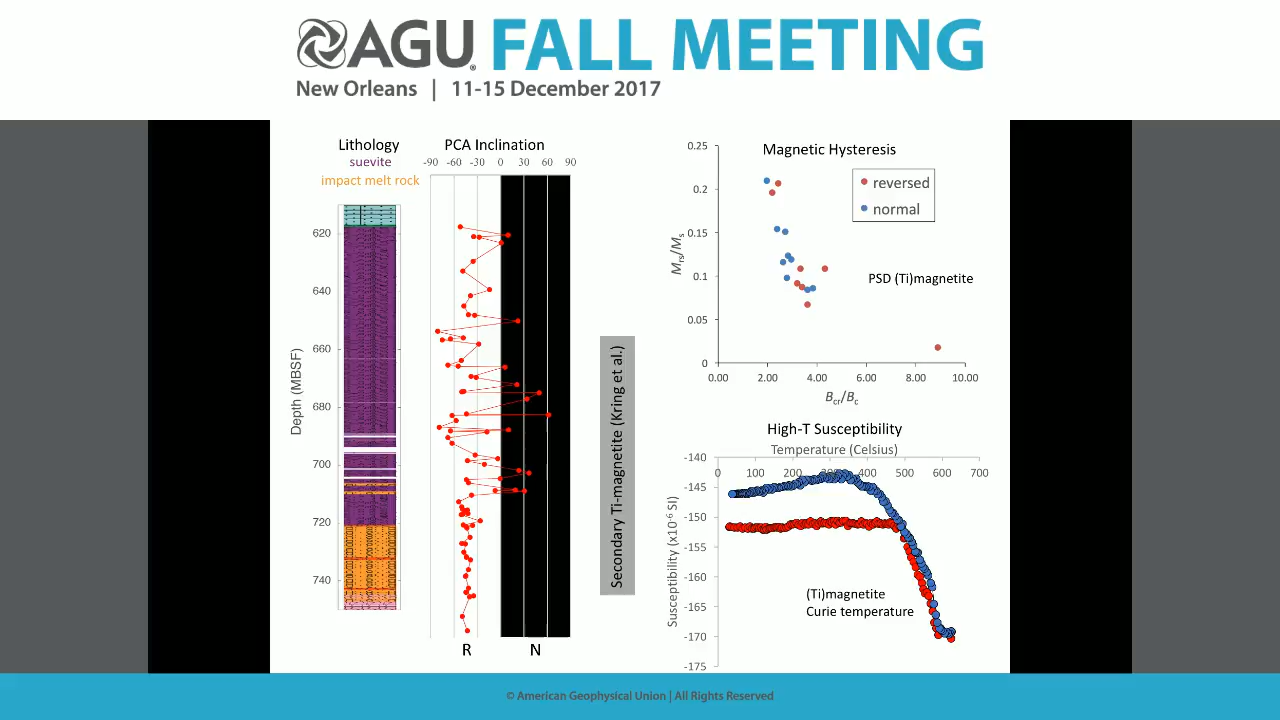 AGU FALL MEETING
New Orleans | 11-15 December 2017
Lithology
suevite
impact melt rock
PCA Inclination
-90 -60 -30 0 30 60 90
Depth (MBSF)
620
640
660
680
700
720
740
R N
Secondary Ti-magnetite (Kring et al.)
Magnetic Hysteresis
reversed
normal
PSD (Ti)magnetite
Mrs/Ms
0.25
0.2
0.15
0.1
0.05
0
0.00 2.00 4.00 6.00 8.00 10.00
Bcr/Bc
High-T Susceptibility
Temperature (Celsius)
0 100 200 300 400 500 600 700
Susceptibility (x10-6 SI)
-140
-145
-150
-155
-160
-165
-170
-175
(Ti)magnetite
Curie temperature
© American Geophysical Union | All Rights Reserved